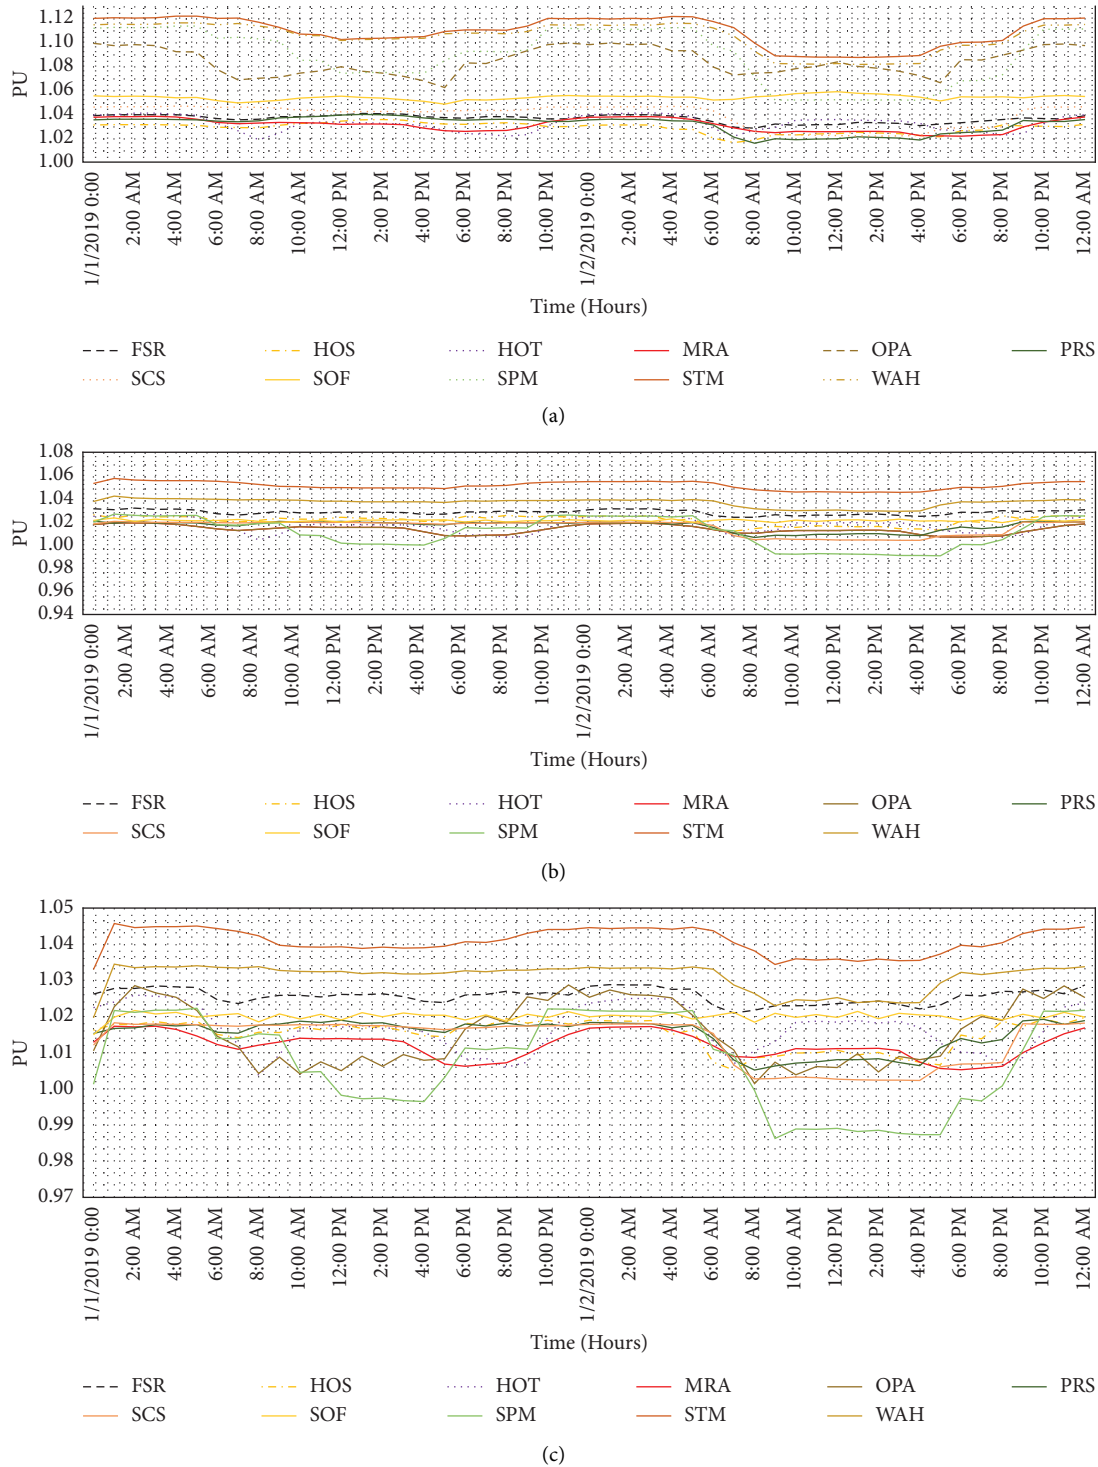 1.12
1.10
1.08
1.06
1.04
1.02
1.00
PU
1/1/2019 0:00
2:00 AM
4:00 AM
6:00 AM
8:00 AM
10:00 AM
12:00 PM
2:00 PM
4:00 PM
6:00 PM
8:00 PM
10:00 PM
1/2/2019 0:00
2:00 AM
4:00 AM
6:00 AM
8:00 AM
10:00 AM
12:00 PM
2:00 PM
4:00 PM
6:00 PM
8:00 PM
10:00 PM
12:00 AM
Time (Hours)
FSR HOS HOT MRA OPA PRS
SCS SOF SPM STM WAH
(a)
1.08
1.06
1.04
1.02
1.00
0.98
0.96
0.94
PU
1/1/2019 0:00
2:00 AM
4:00 AM
6:00 AM
8:00 AM
10:00 AM
12:00 PM
2:00 PM
4:00 PM
6:00 PM
8:00 PM
10:00 PM
1/2/2019 0:00
2:00 AM
4:00 AM
6:00 AM
8:00 AM
10:00 AM
12:00 PM
2:00 PM
4:00 PM
6:00 PM
8:00 PM
10:00 PM
12:00 AM
Time (Hours)
FSR HOS HOT MRA OPA PRS
SCS SOF SPM STM WAH
(b)
1.05
1.04
1.03
1.02
1.01
1.00
0.99
0.98
0.97
PU
1/1/2019 0:00
2:00 AM
4:00 AM
6:00 AM
8:00 AM
10:00 AM
12:00 PM
2:00 PM
4:00 PM
6:00 PM
8:00 PM
10:00 PM
1/2/2019 0:00
2:00 AM
4:00 AM
6:00 AM
8:00 AM
10:00 AM
12:00 PM
2:00 PM
4:00 PM
6:00 PM
8:00 PM
10:00 PM
12:00 AM
Time (Hours)
FSR HOS HOT MRA OPA PRS
SCS SOF SPM STM WAH
(c)